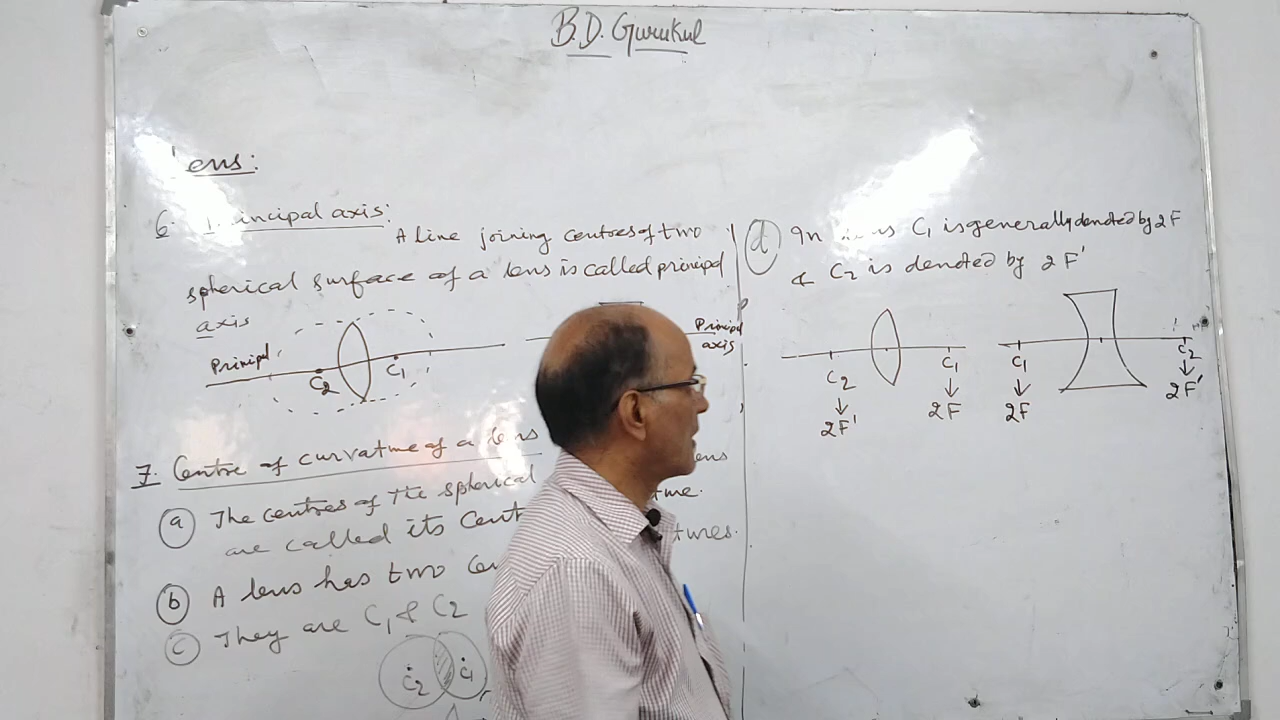 B.D. Gurukul
ens:
6. incipal axis:
A line joining centres of two
spherical surface of a lens is called principal
axis
Principal
C2 C1
Principal
axis
7. Centre of curvature of a lens
(a) The centres of the spherical ens
are called its
(b) A lens has two tures.
(c) They are C1 & C2
C2 C1
(d) In C1 is generally denoted by 2F
& C2 is denoted by 2F'
C2 C1 C1 C2
↓ ↓ ↓ ↓
2F' 2F 2F 2F'